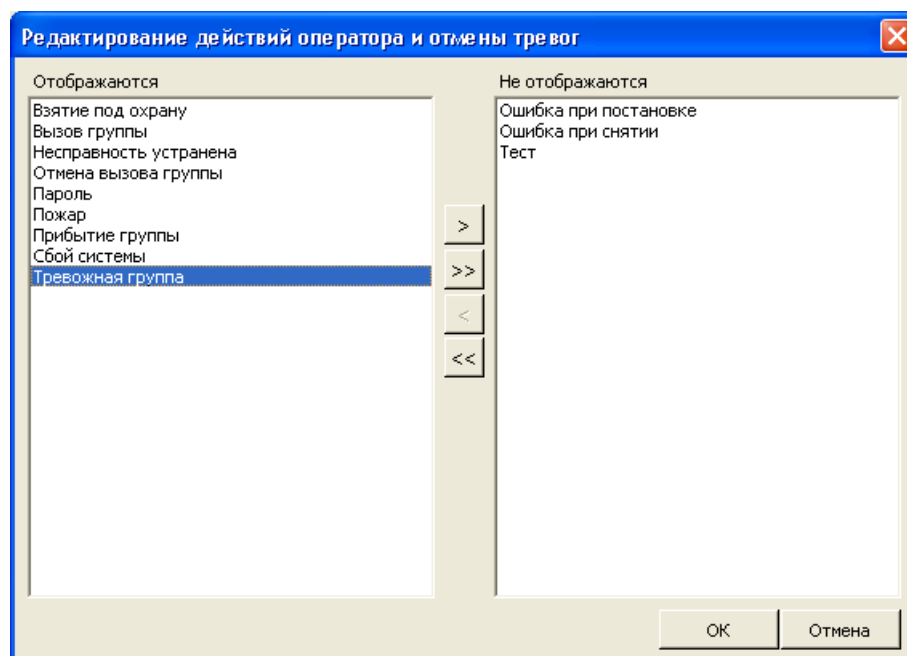 Редактирование действий оператора и отмены тревог
Отображаются
Взятие под охрану
Вызов группы
Несправность устранена
Отмена вызова группы
Пароль
Пожар
Прибытие группы
Сбой системы
Тревожная группа
>
>>
<
<<
Не отображаются
Ошибка при постановке
Ошибка при снятии
Тест
ОК
Отмена